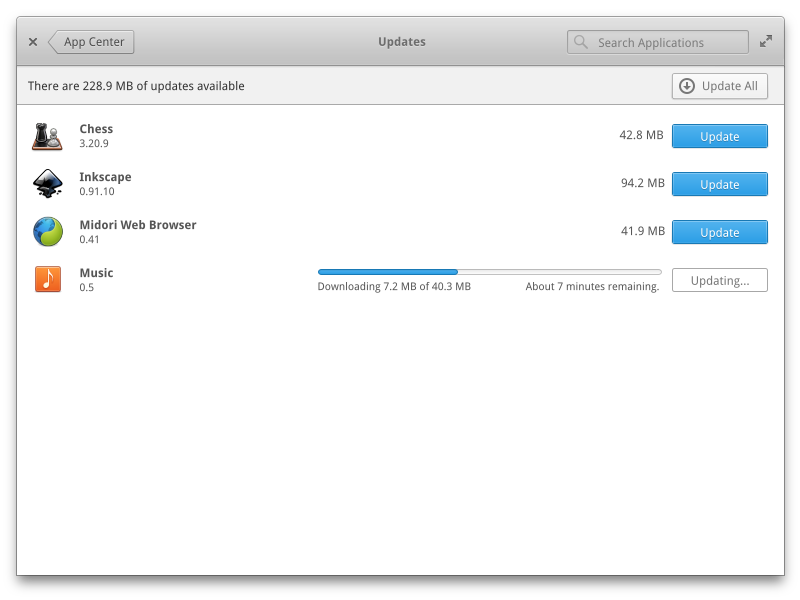 App Center
Updates
Search Applications
There are 228.9 MB of updates available
Update All
Chess
3.20.9
42.8 MB
Update
Inkscape
0.91.10
94.2 MB
Update
Midori Web Browser
0.41
41.9 MB
Update
Music
0.5
Downloading 7.2 MB of 40.3 MB
About 7 minutes remaining.
Updating...